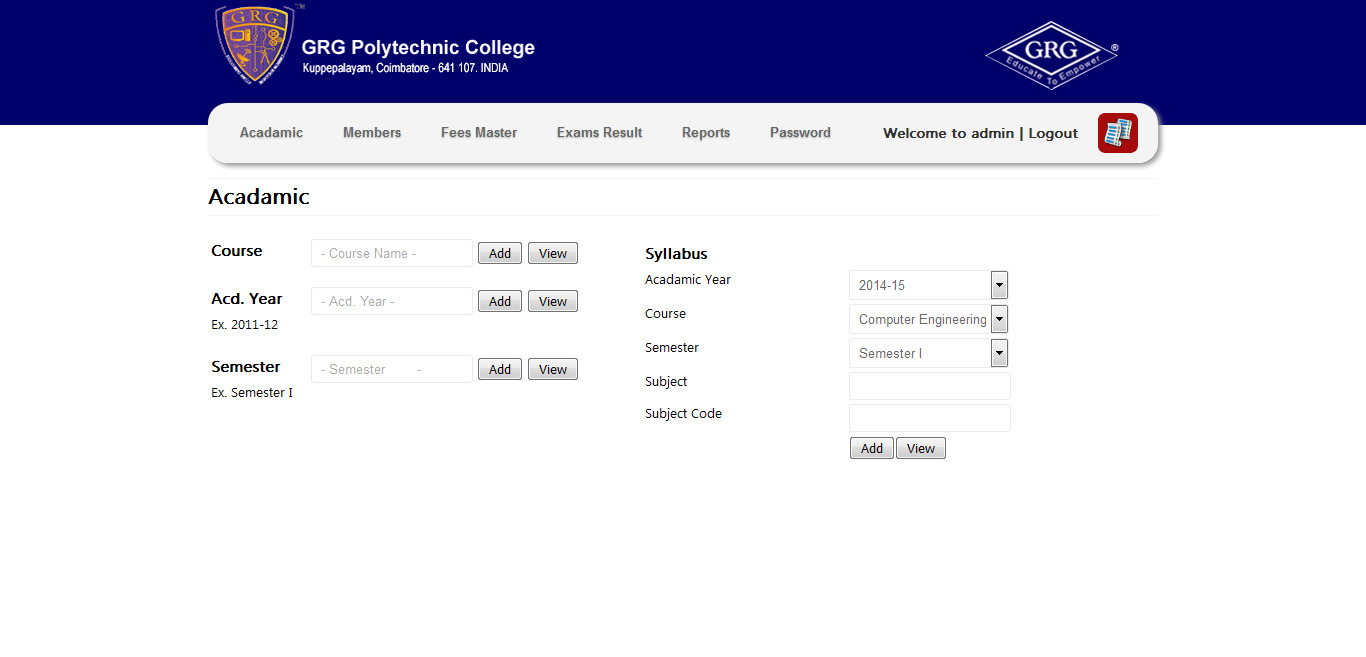 GRG
TM
GRG Polytechnic College
Kuppepalayam, Coimbatore - 641 107. INDIA
GRG
®
Educate To Empower
Acadamic Members Fees Master Exams Result Reports Password Welcome to admin | Logout
Acadamic
Course - Course Name - Add View
Acd. Year - Acd. Year - Add View
Ex. 2011-12
Semester - Semester - Add View
Ex. Semester I
Syllabus
Acadamic Year 2014-15
Course Computer Engineering
Semester Semester I
Subject
Subject Code
Add View